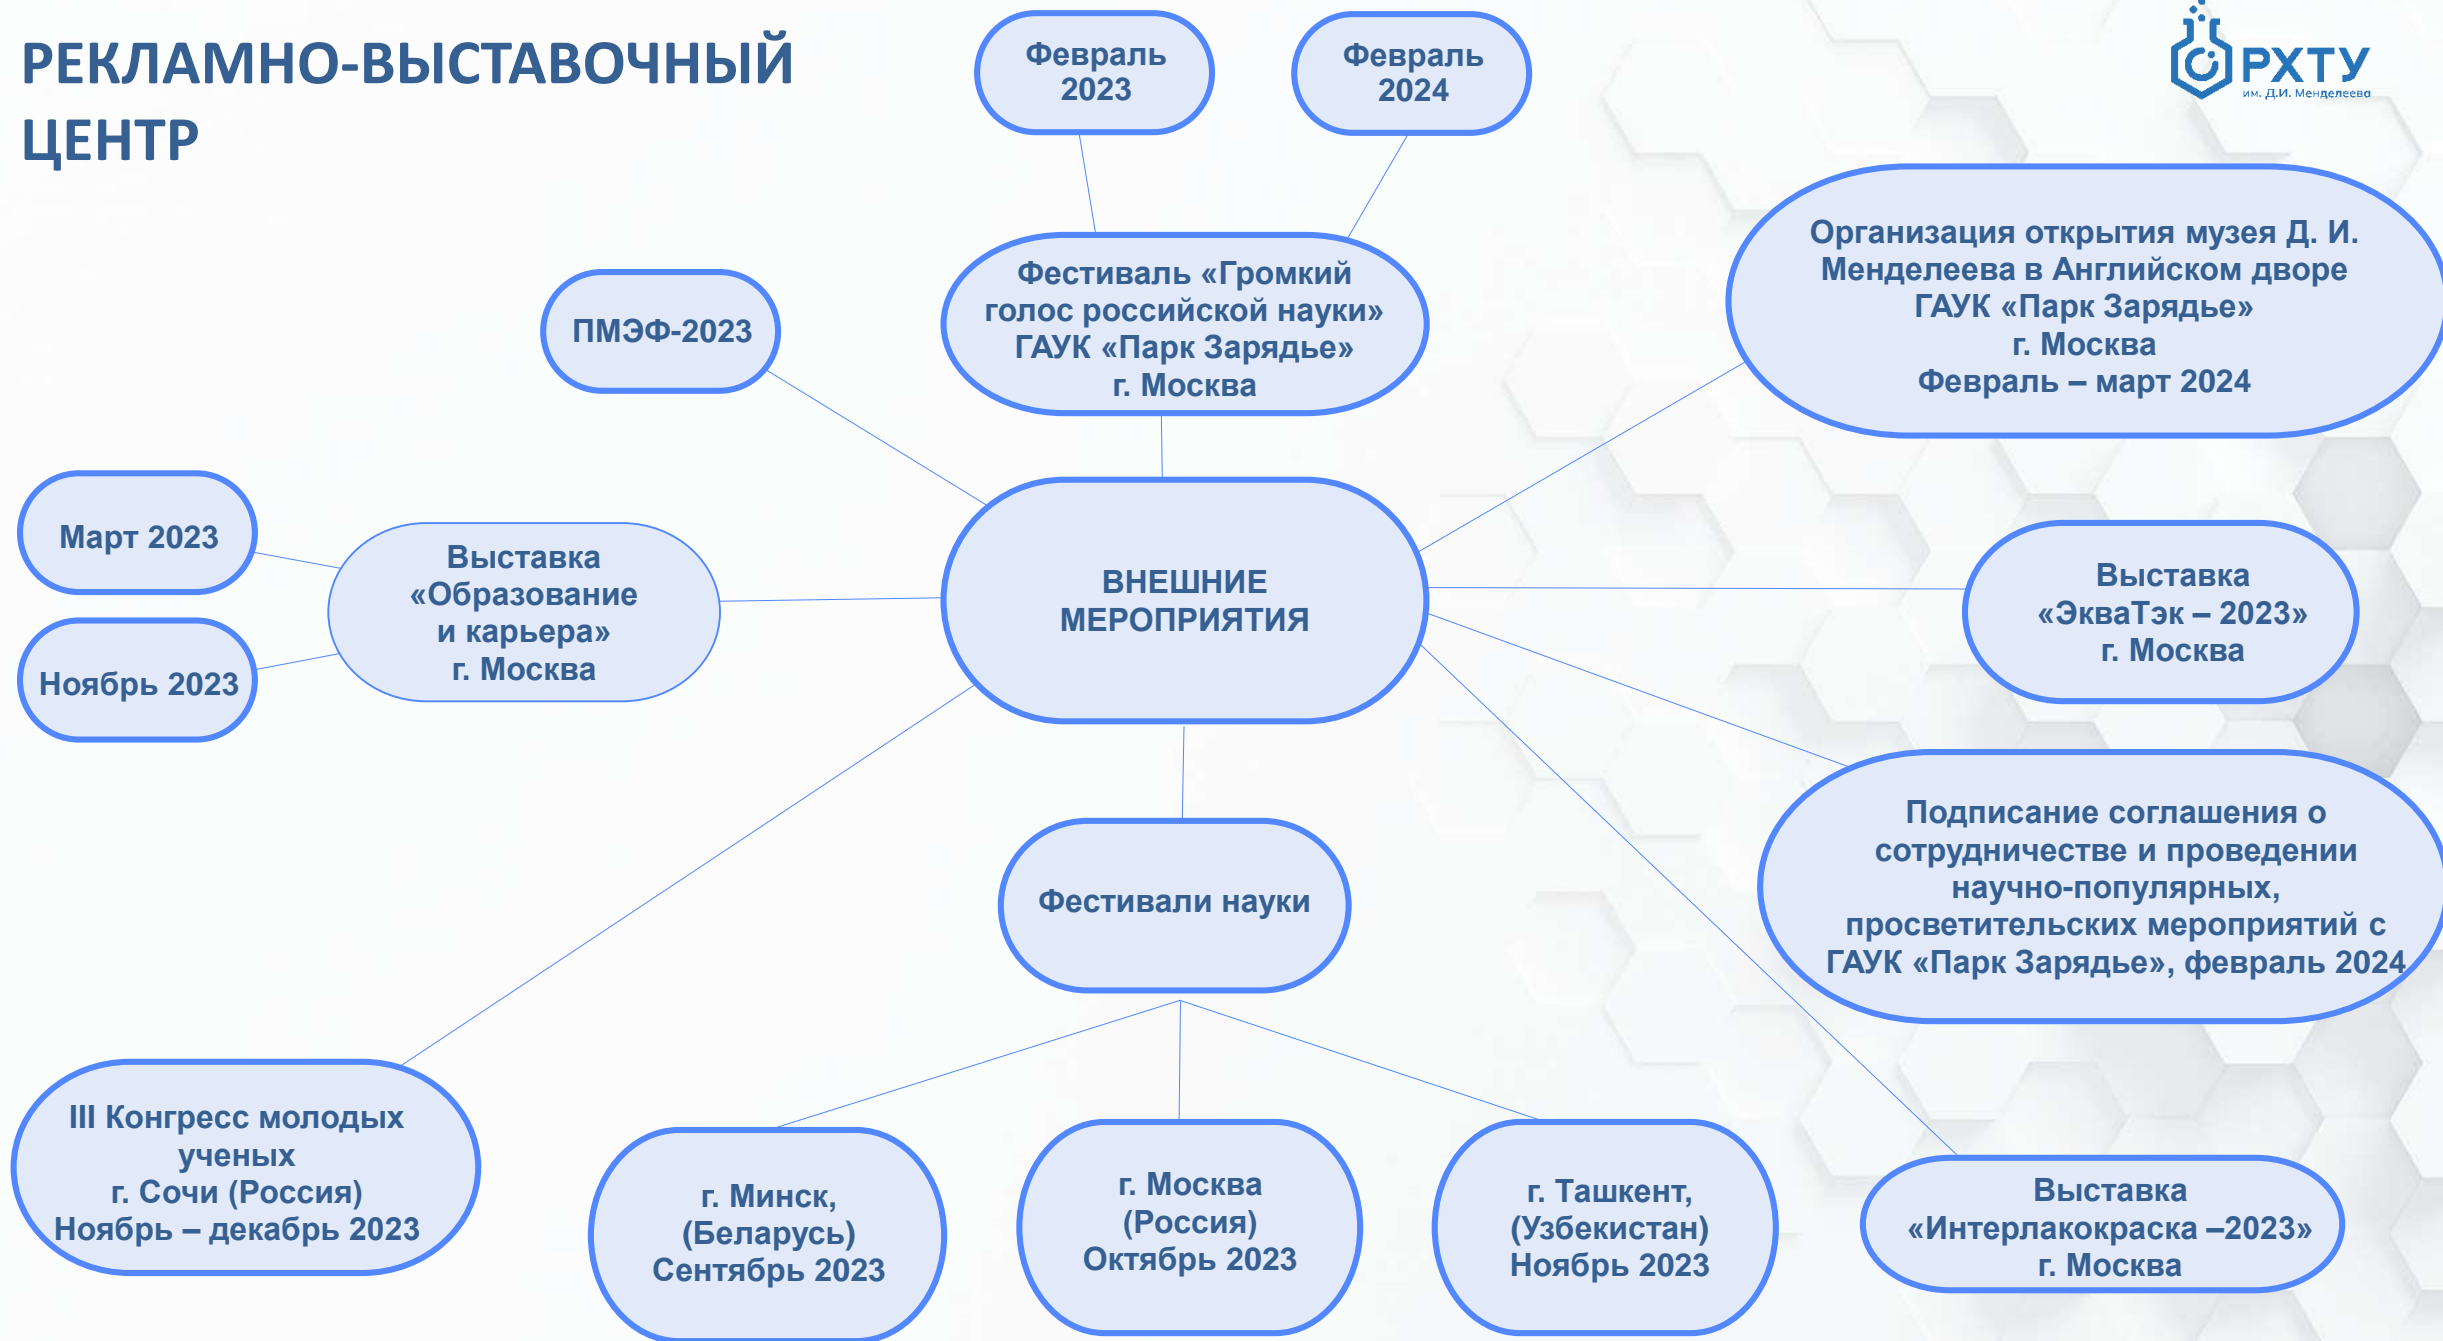 РЕКЛАМНО-ВЫСТАВОЧНЫЙ
ЦЕНТР
РХТУ
им. Д.И. Менделеева
Февраль
2023
Февраль
2024
Фестиваль «Громкий
голос российской науки»
ГАУК «Парк Зарядье»
г. Москва
Организация открытия музея Д. И.
Менделеева в Английском дворе
ГАУК «Парк Зарядье»
г. Москва
Февраль – март 2024
ПМЭФ-2023
Март 2023
Ноябрь 2023
Выставка
«Образование
и карьера»
г. Москва
ВНЕШНИЕ
МЕРОПРИЯТИЯ
Выставка
«ЭкваТэк – 2023»
г. Москва
Подписание соглашения о
сотрудничестве и проведении
научно-популярных,
просветительских мероприятий с
ГАУК «Парк Зарядье», февраль 2024
Фестивали науки
III Конгресс молодых
ученых
г. Сочи (Россия)
Ноябрь – декабрь 2023
г. Минск,
(Беларусь)
Сентябрь 2023
г. Москва
(Россия)
Октябрь 2023
г. Ташкент,
(Узбекистан)
Ноябрь 2023
Выставка
«Интерлакокраска –2023»
г. Москва